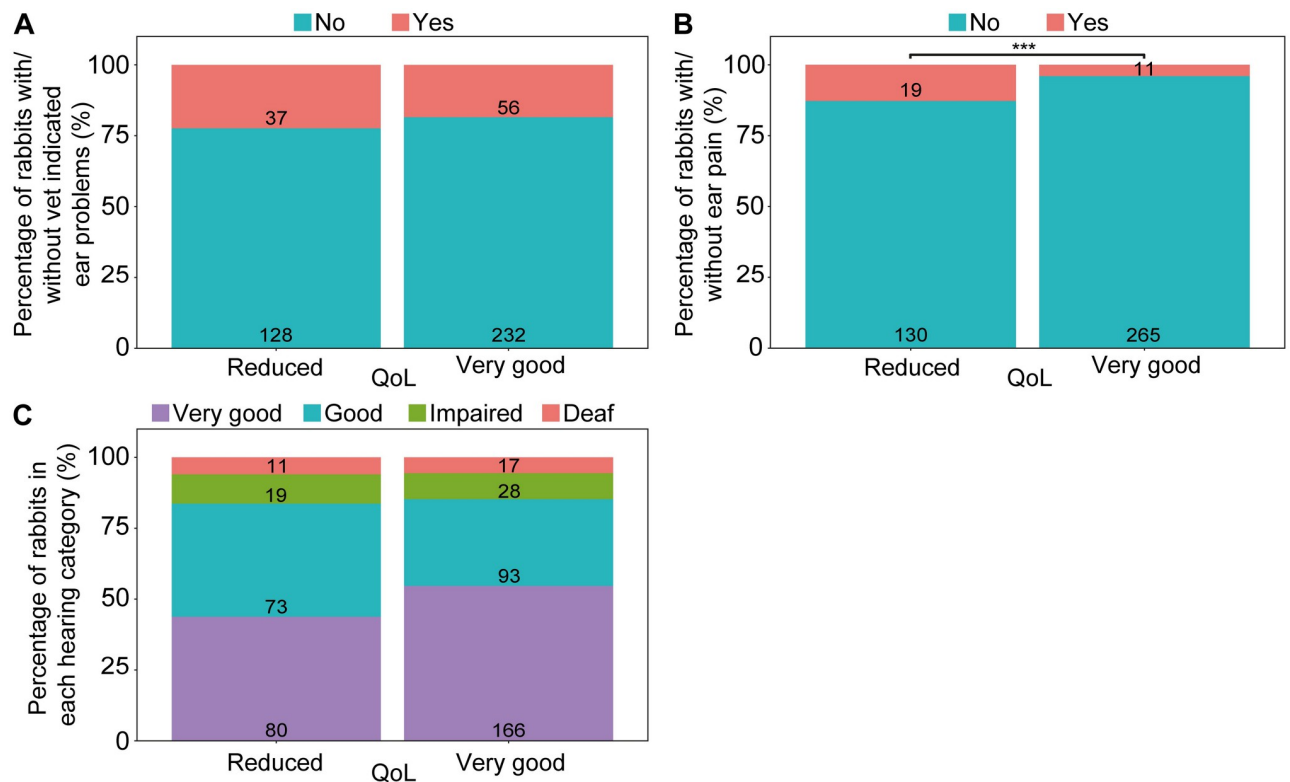 A
No Yes
Percentage of rabbits with/
without vet indicated
ear problems (%)
100
75
50
25
0
37
56
128
232
Reduced
Very good
QoL
B
No Yes
Percentage of rabbits with/
without ear pain (%)
100
75
50
25
0
***
19
11
130
265
Reduced
Very good
QoL
C
Very good Good Impaired Deaf
Percentage of rabbits in
each hearing category (%)
100
75
50
25
0
11
17
19
28
73
93
80
166
Reduced
Very good
QoL